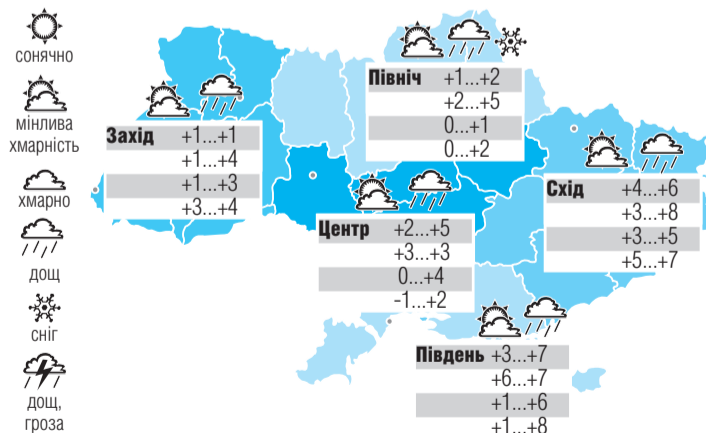 сонячно
мінлива
хмарність
хмарно
дощ
сніг
дощ,
гроза
Північ +1...+2
+2...+5
0...+1
0...+2
Захід +1...+1
+1...+4
+1...+3
+3...+4
Схід +4...+6
+3...+8
+3...+5
+5...+7
Центр +2...+5
+3...+3
0...+4
-1...+2
Південь +3...+7
+6...+7
+1...+6
+1...+8